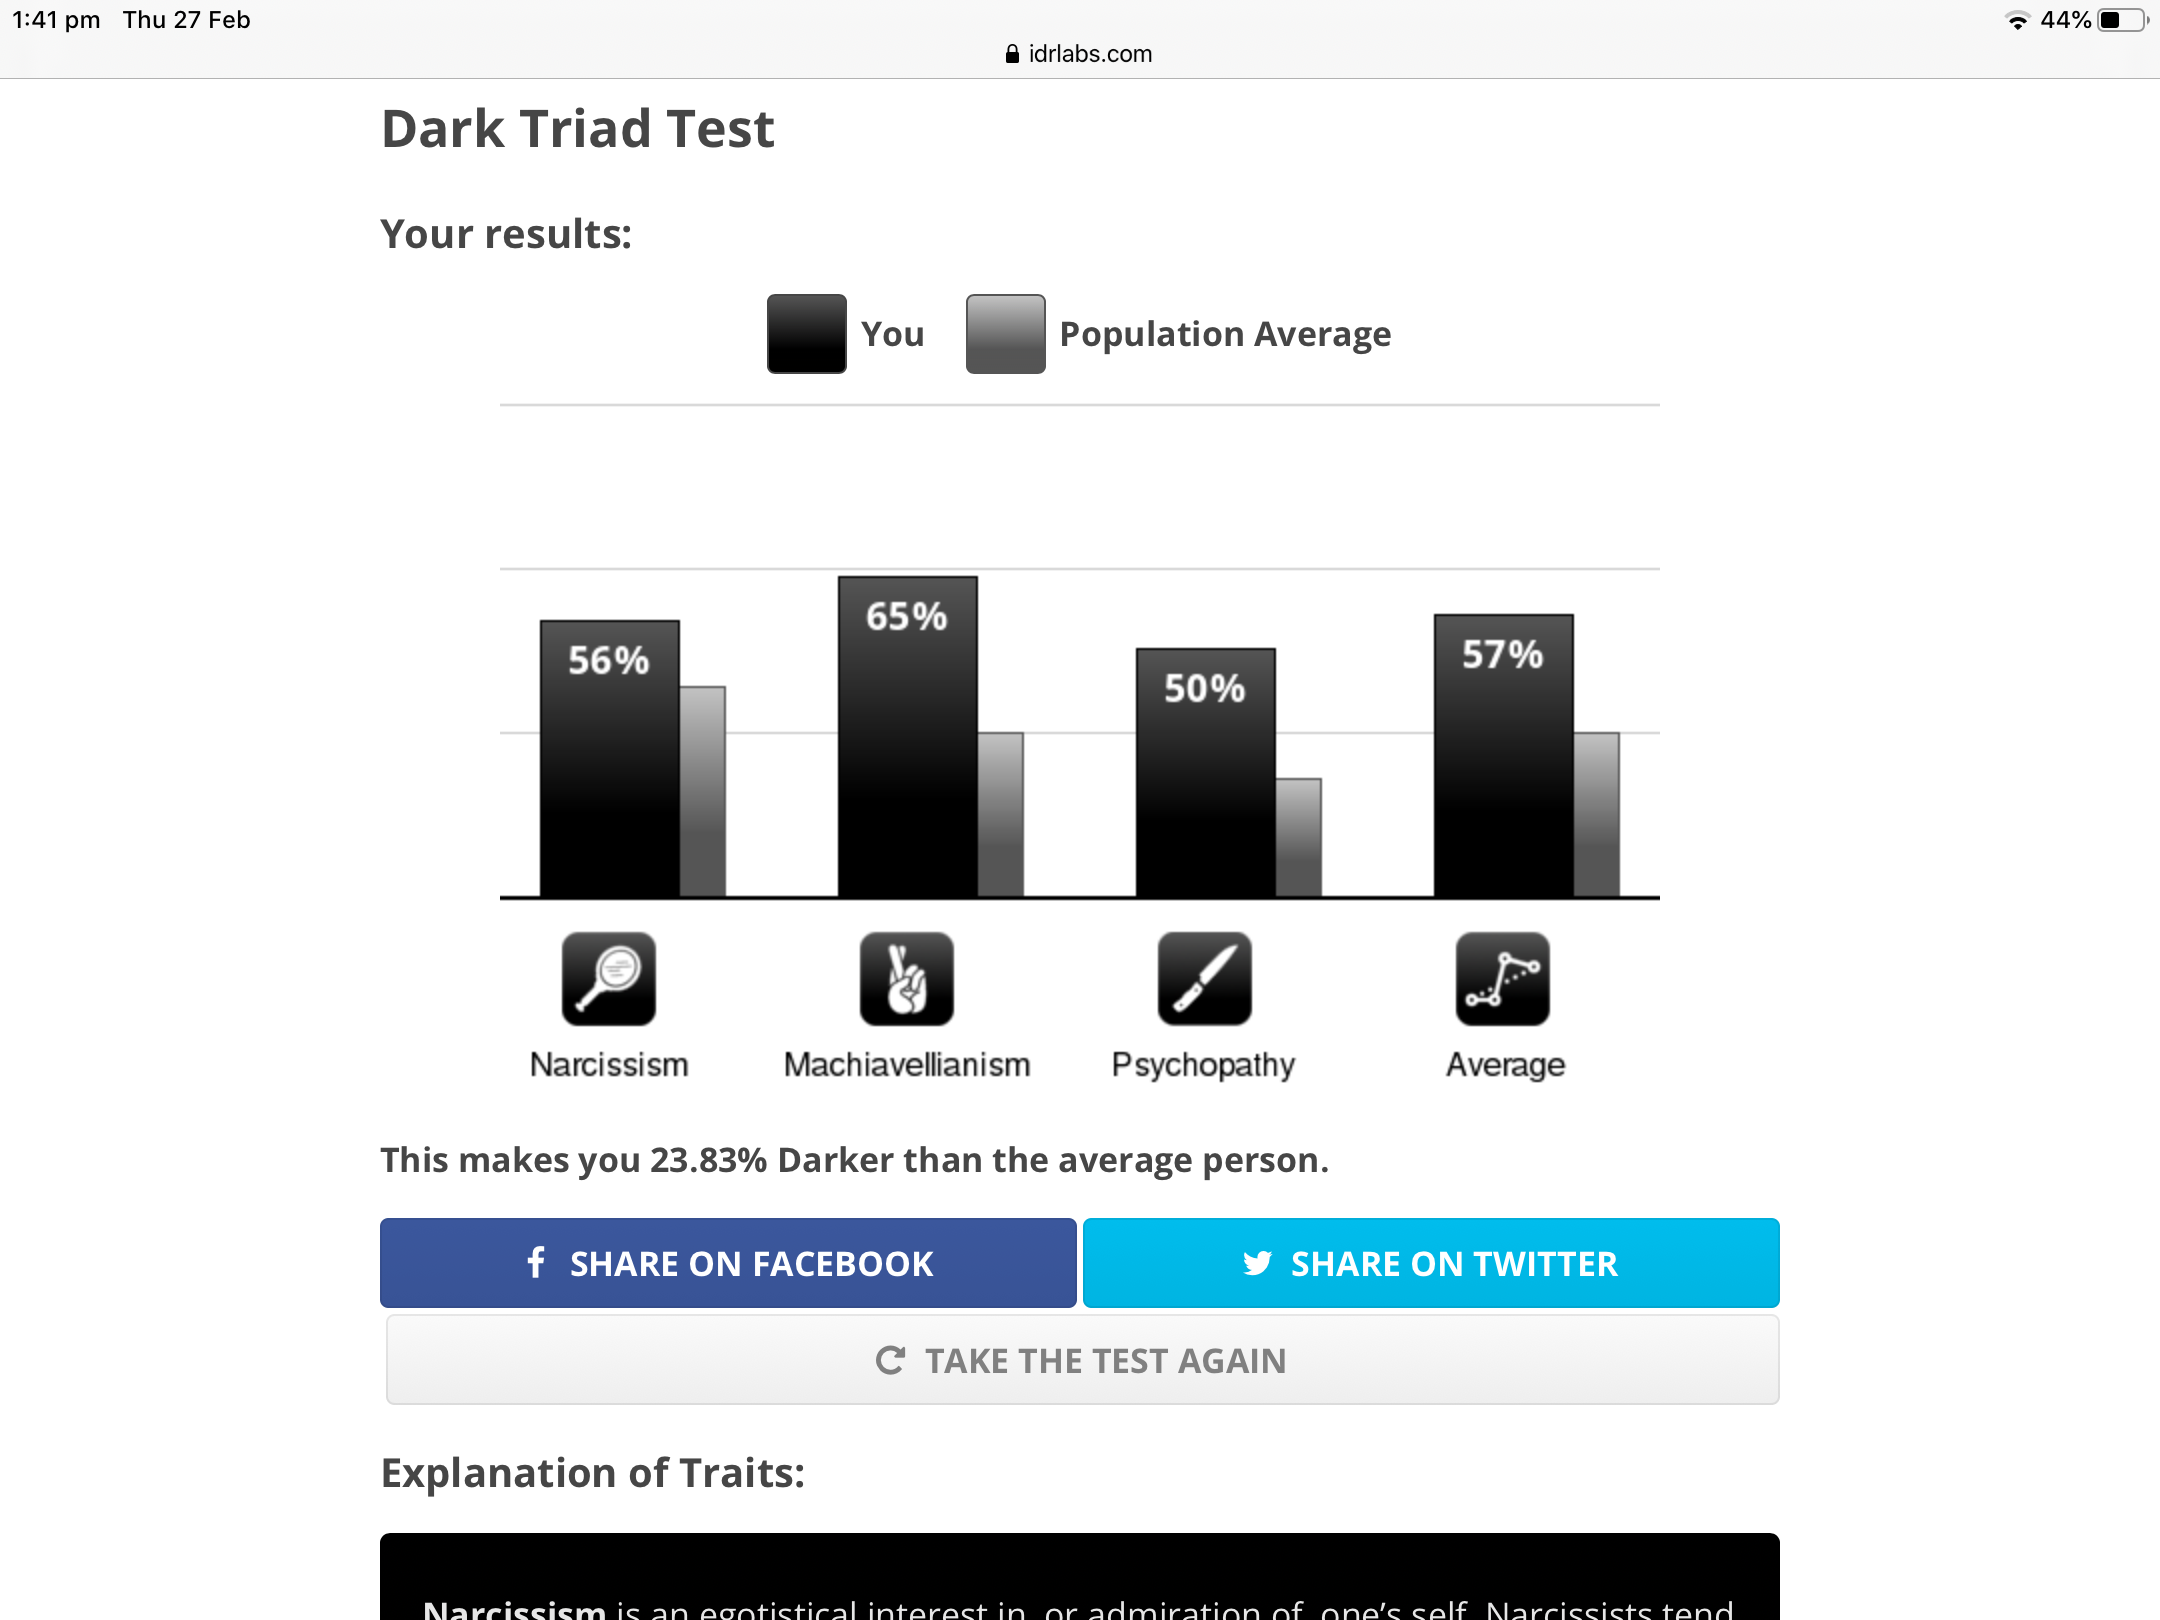 1:41 pm Thu 27 Feb 44%
idrlabs.com
Dark Triad Test
Your results:
You Population Average
56% 65% 50% 57%
Narcissism Machiavellianism Psychopathy Average
This makes you 23.83% Darker than the average person.
SHARE ON FACEBOOK SHARE ON TWITTER
TAKE THE TEST AGAIN
Explanation of Traits:
Narcissism is an egotistical interest in, or admiration of, one's self. Narcissists tend